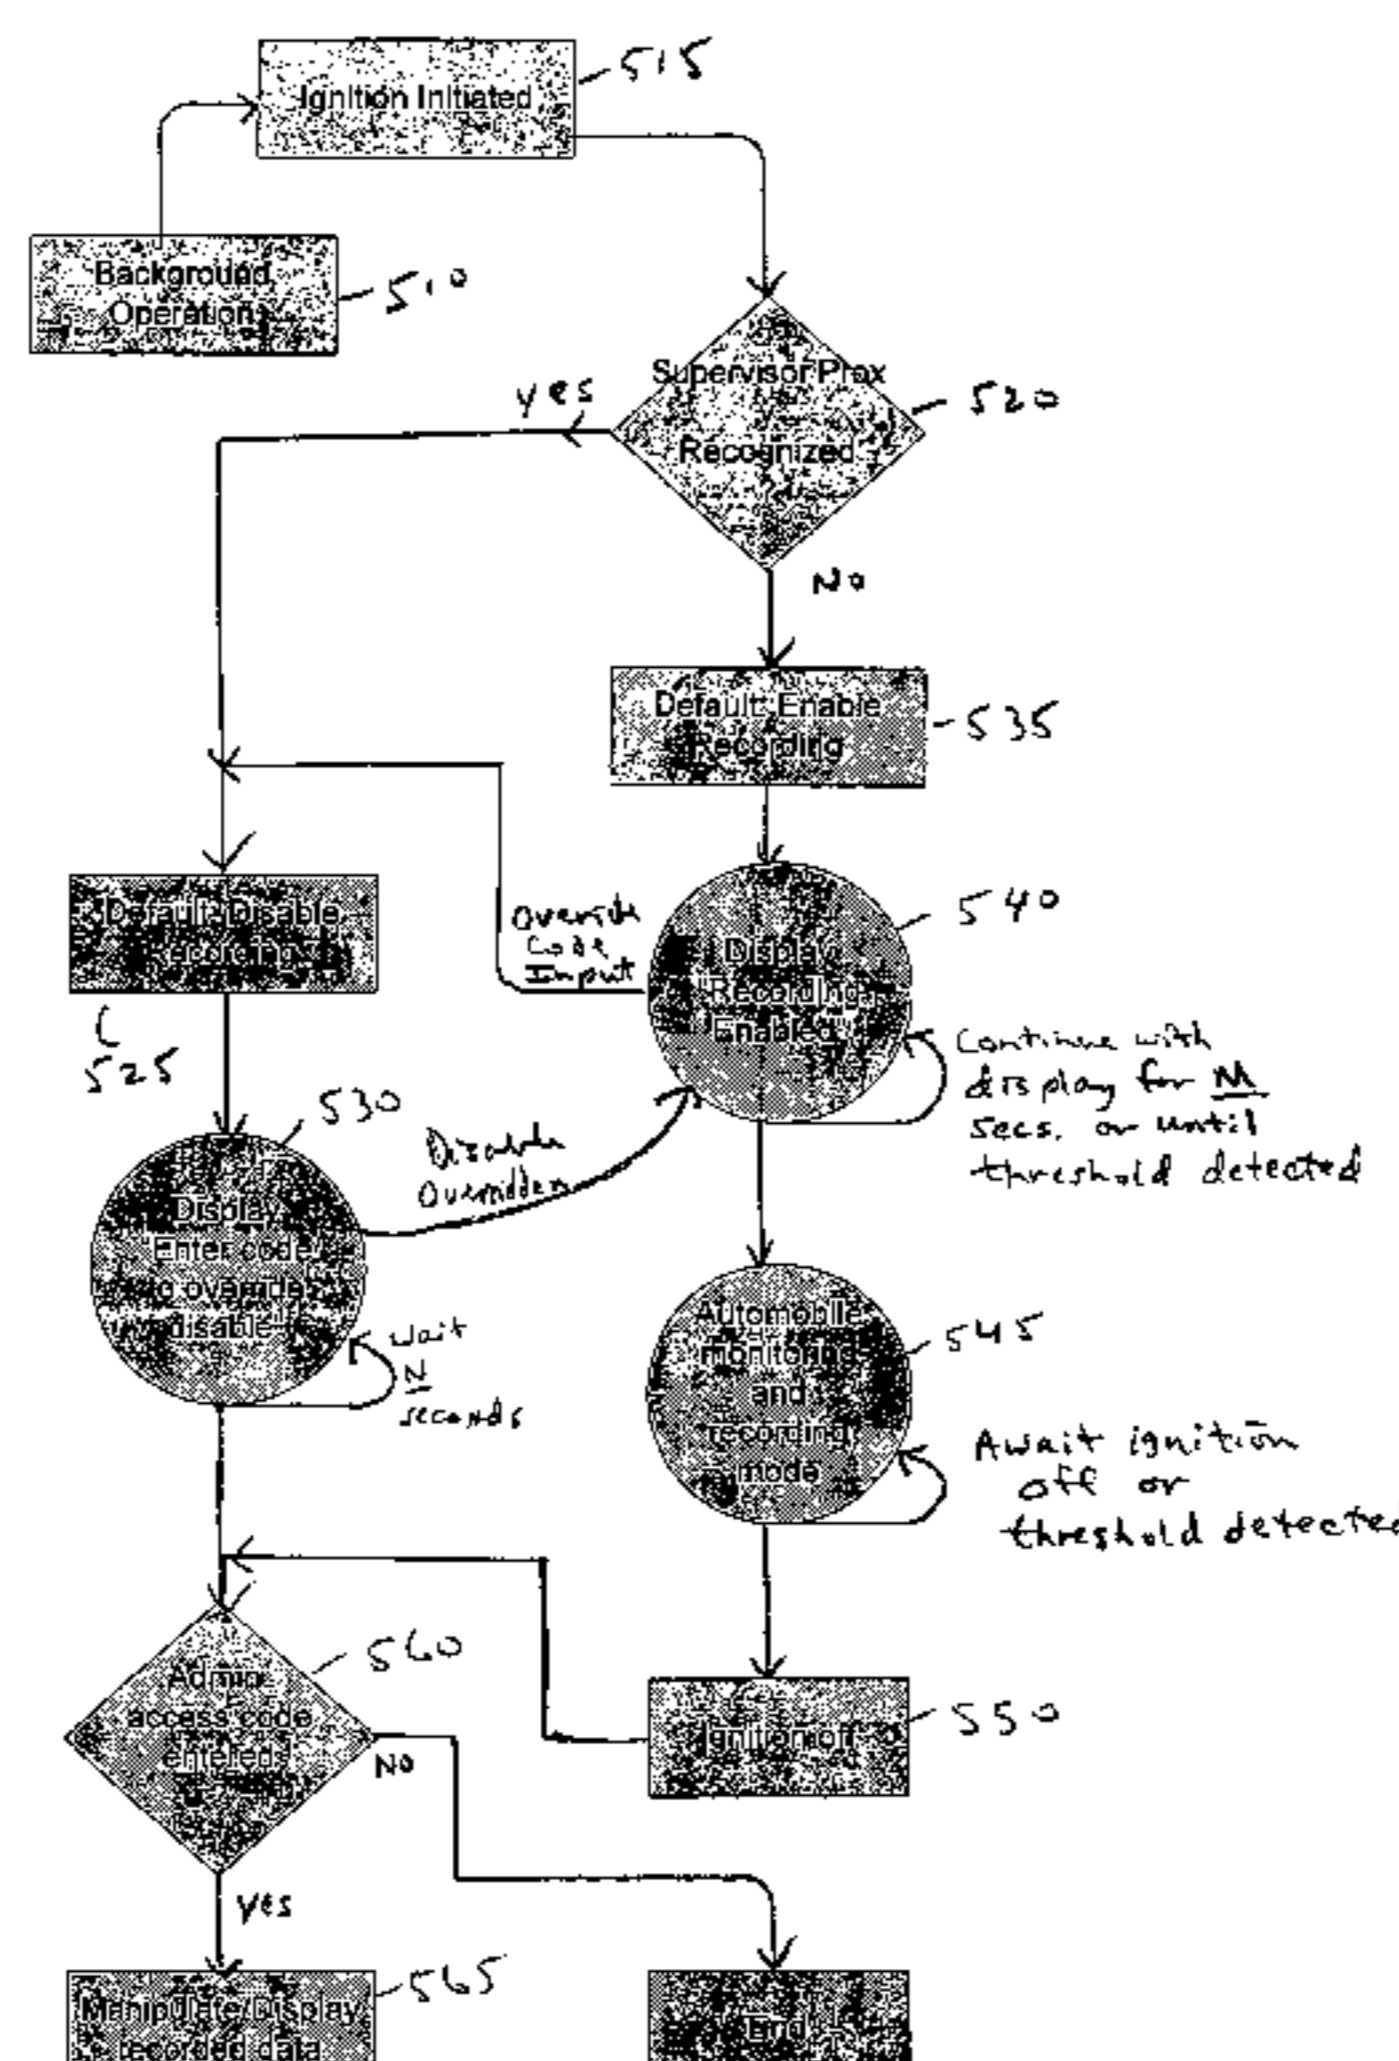 Ignition Initiated
515
Background
Operation
510
Supervisor Prox
Recognized
520
yes
No
Default: Enable
Recording
535
Default: Disable
recording
525
Override
Code
Input
Display
"Recording
Enabled"
540
Continue with
display for M
secs. or until
threshold detected
530
Disable
Overridden
Display
"Enter code
to override
disable"
wait
N
seconds
Automobile
monitoring
and
recording
mode
545
Await ignition
off or
threshold detected
Admin
access code
entered
560
No
Yes
Ignition off
550
Manipulate/Display
recorded data
565
End